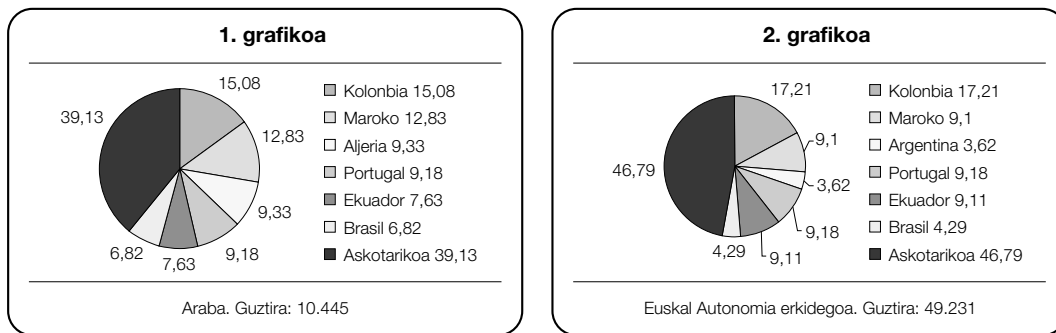 1. grafikoa
15,08
12,83
9,33
9,18
7,63
6,82
39,13
Kolonbia 15,08
Maroko 12,83
Aljeria 9,33
Portugal 9,18
Ekuador 7,63
Brasil 6,82
Askotarikoa 39,13
Araba. Guztira: 10.445
2. grafikoa
17,21
9,1
3,62
9,18
9,11
4,29
46,79
Kolonbia 17,21
Maroko 9,1
Argentina 3,62
Portugal 9,18
Ekuador 9,11
Brasil 4,29
Askotarikoa 46,79
Euskal Autonomia erkidegoa. Guztira: 49.231